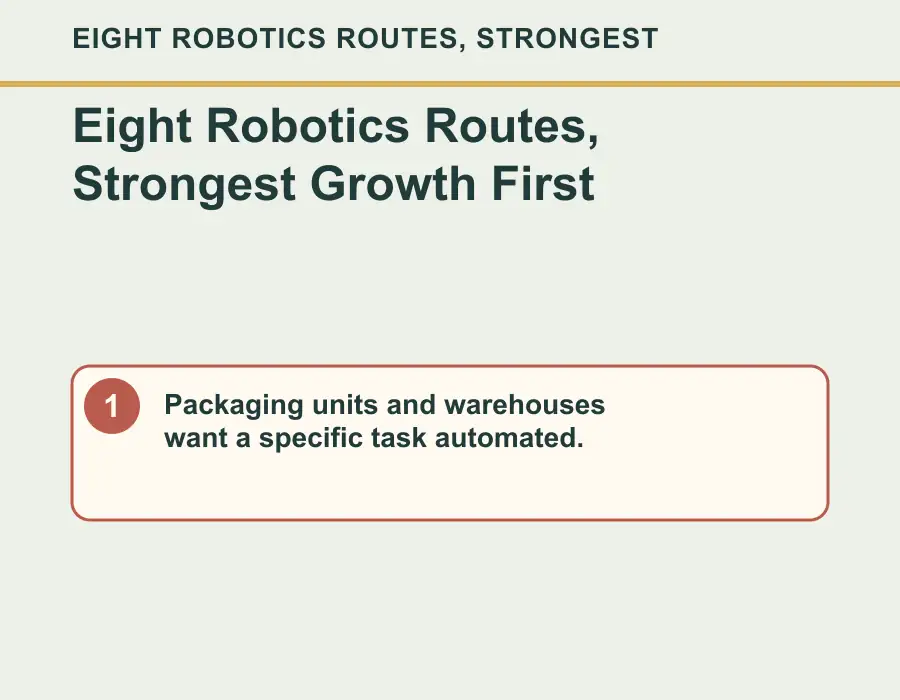 EIGHT ROBOTICS ROUTES, STRONGEST
Eight Robotics Routes,
Strongest Growth First
1
Packaging units and warehouses
want a specific task automated.